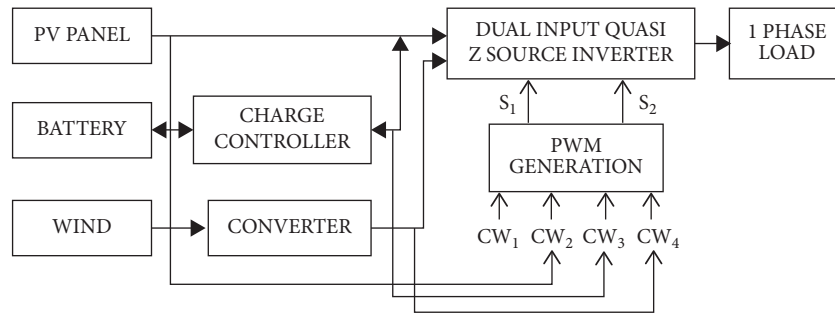 PV PANEL
DUAL INPUT QUASI
Z SOURCE INVERTER
1 PHASE
LOAD
BATTERY
CHARGE
CONTROLLER
S1
S2
PWM
GENERATION
WIND
CONVERTER
CW1 CW2 CW3 CW4